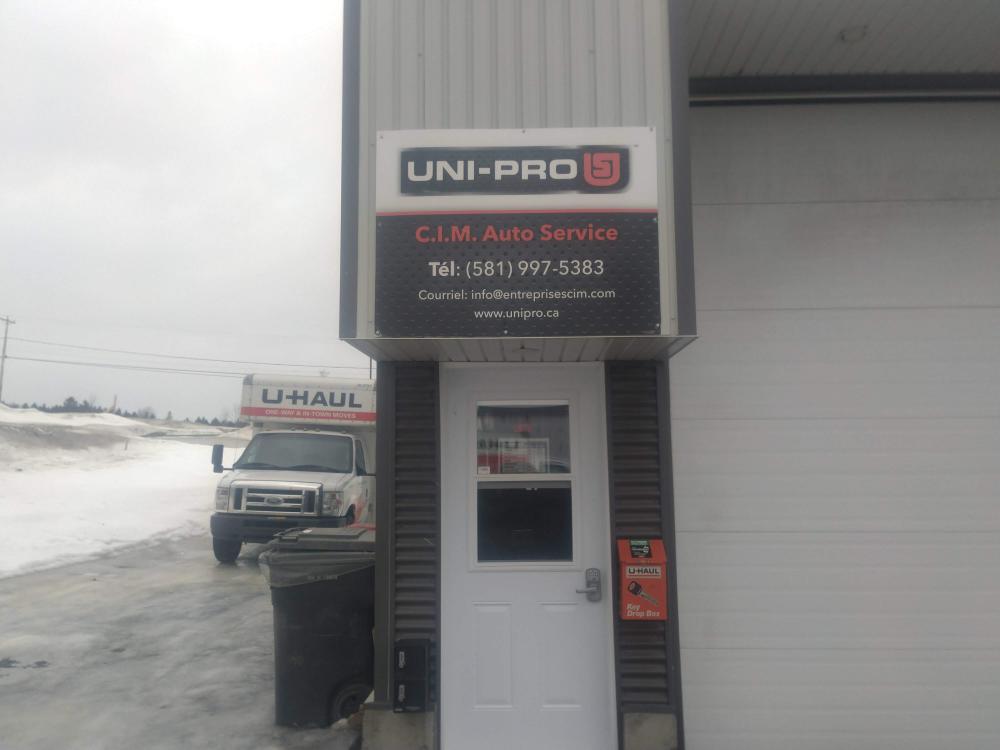 UNI-PRO
C.I.M. Auto Service
Tél: (581) 997-5383
Courriel: info@entreprisescim.com
www.unipro.ca
U-HAUL
ONE-WAY & IN-TOWN MOVES
Ford
U-HAUL
Key
Drop Box